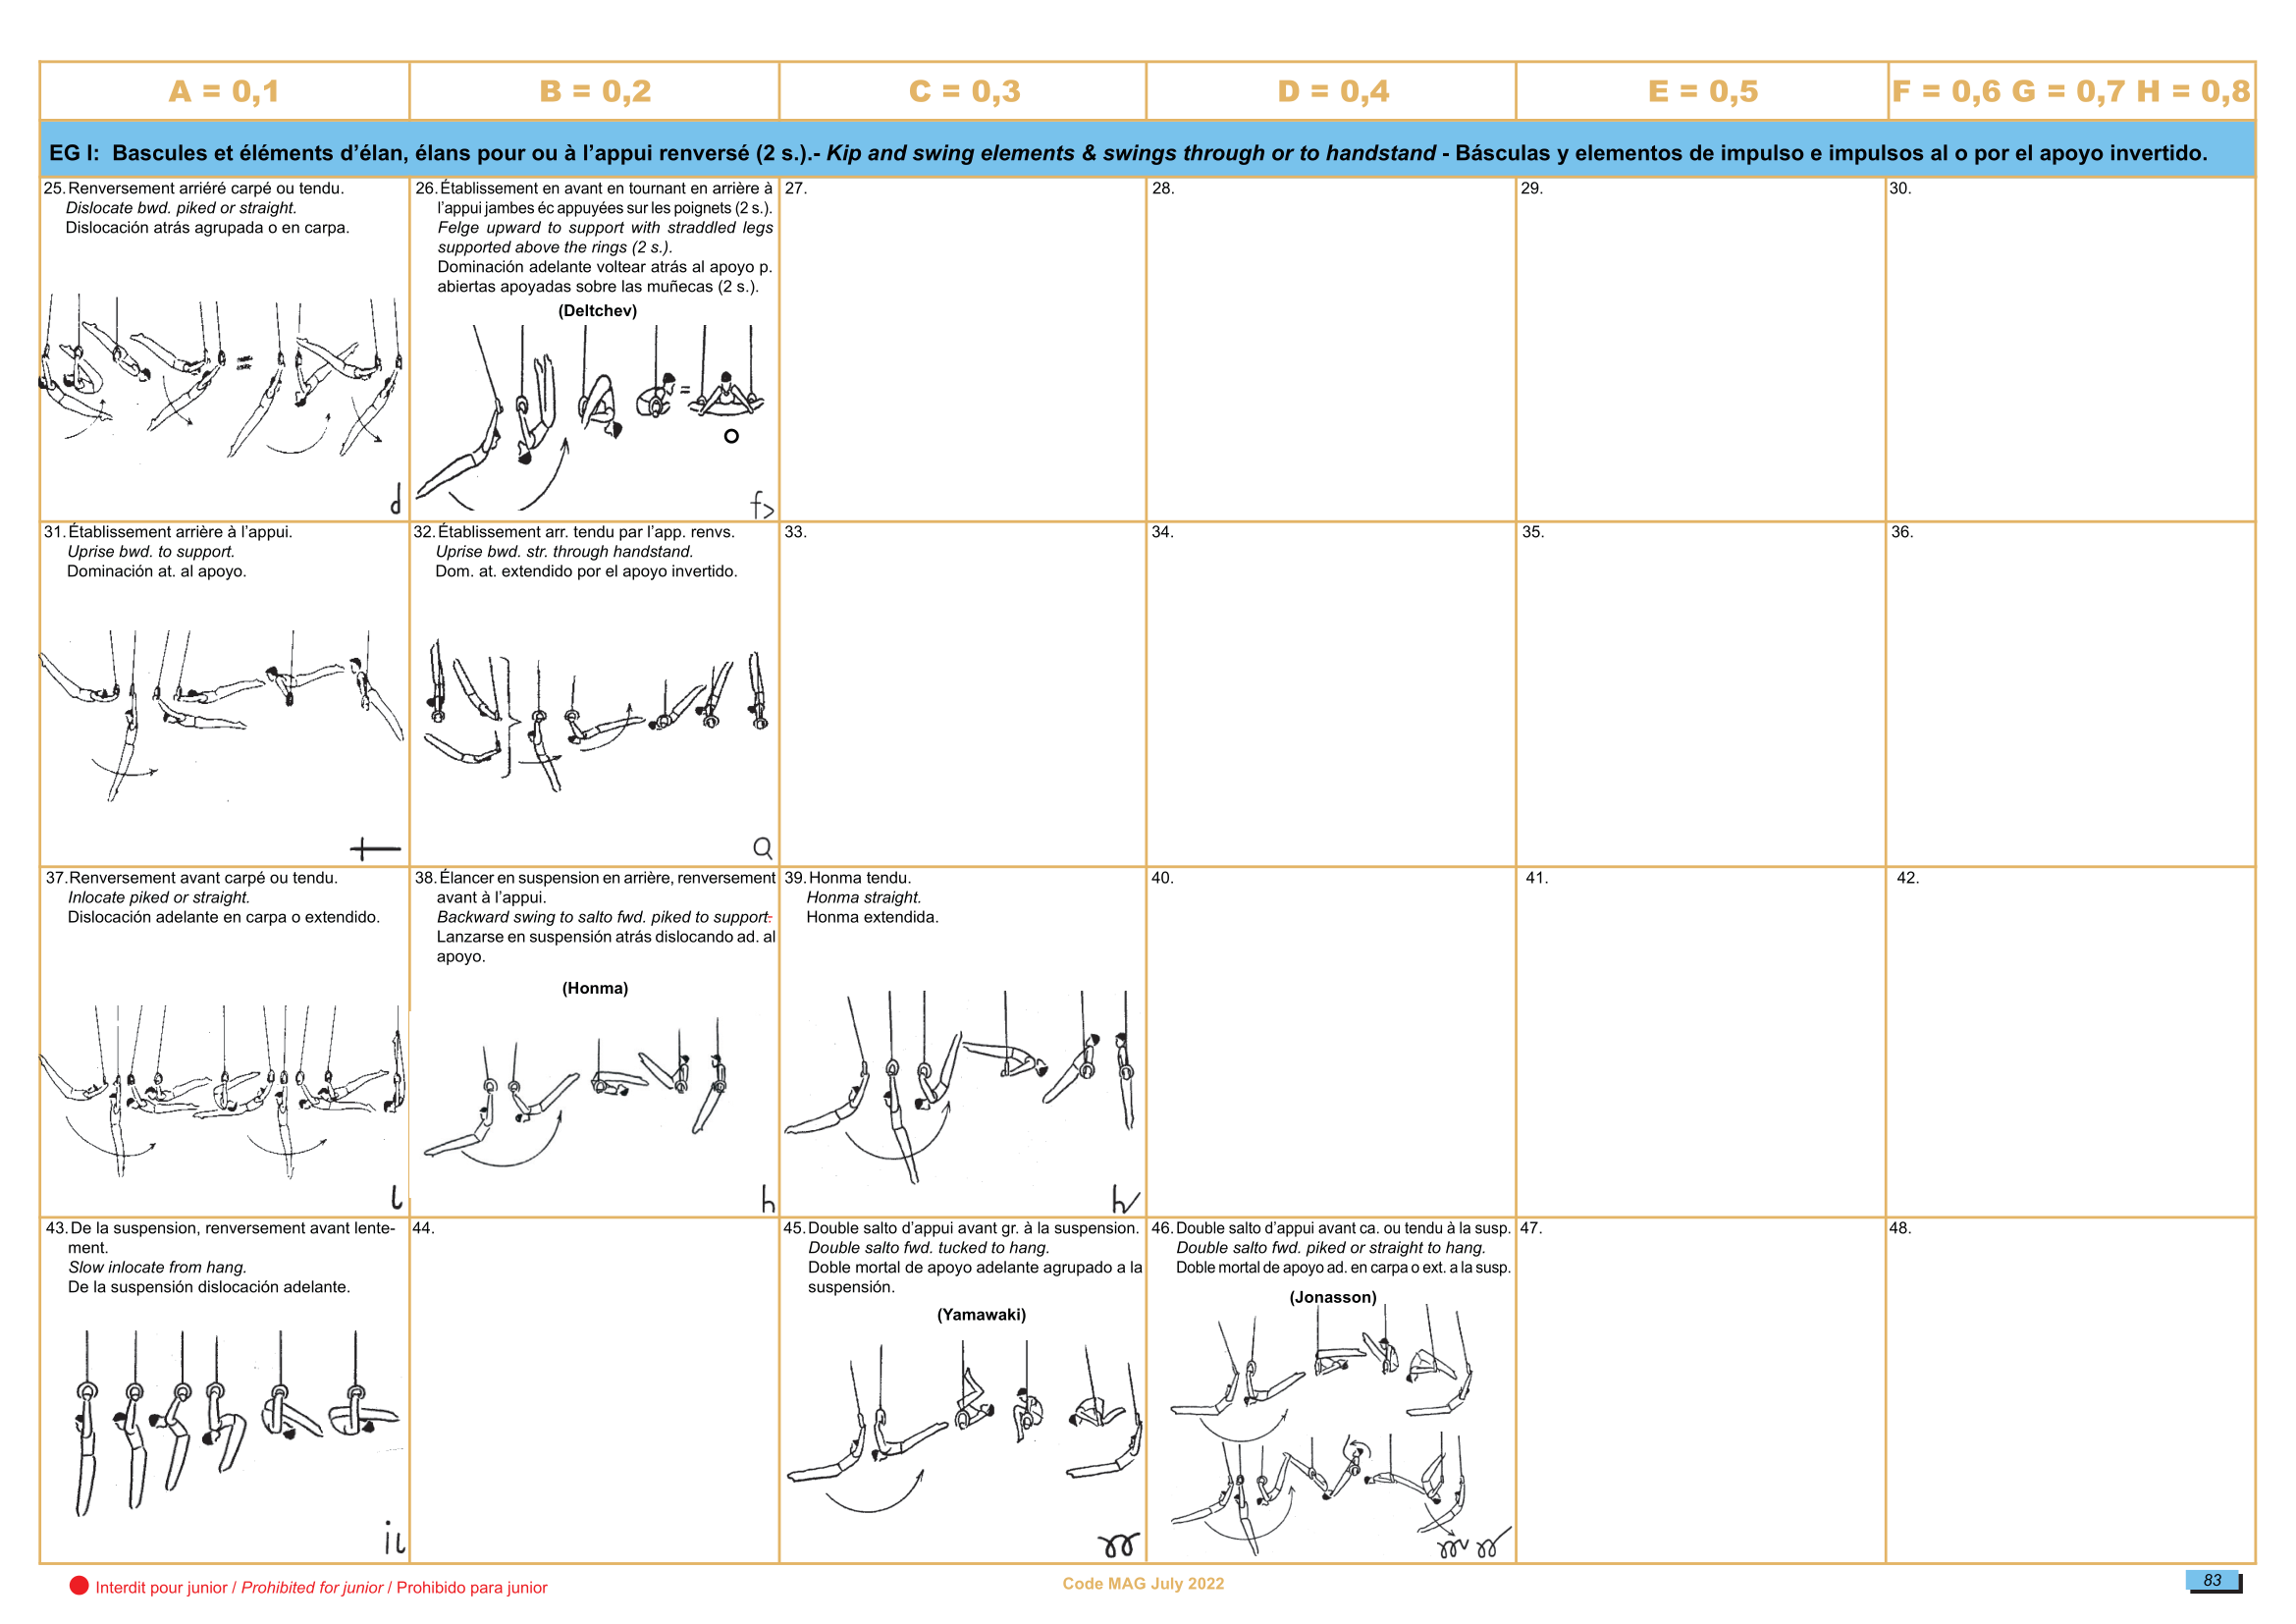 A = 0,1
B = 0,2
C = 0,3
D = 0,4
E = 0,5
F = 0,6 G = 0,7 H = 0,8
EG I: Bascules et éléments d’élan, élans pour ou à l’appui renversé (2 s.).- Kip and swing elements & swings through or to handstand - Básculas y elementos de impulso e impulsos al o por el apoyo invertido.
25. Renversement arriéré carpé ou tendu.
Dislocate bwd. piked or straight.
Dislocación atrás agrupada o en carpa.
d
26. Établissement en avant en tournant en arrière à
l’appui jambes éc appuyées sur les poignets (2 s.).
Felge upward to support with straddled legs
supported above the rings (2 s.).
Dominación adelante voltear atrás al apoyo p.
abiertas apoyadas sobre las muñecas (2 s.).
(Deltchev)
27.
28.
29.
30.
31. Établissement arrière à l’appui.
Uprise bwd. to support.
Dominación at. al apoyo.
32. Établissement arr. tendu par l’app. renvs.
Uprise bwd. str. through handstand.
Dom. at. extendido por el apoyo invertido.
33.
34.
35.
36.
37. Renversement avant carpé ou tendu.
Inlocate piked or straight.
Dislocación adelante en carpa o extendido.
38. Élancer en suspension en arrière, renversement
avant à l’appui.
Backward swing to salto fwd. piked to support.
Lanzarse en suspensión atrás dislocando ad. al
apoyo.
(Honma)
h
39. Honma tendu.
Honma straight.
Honma extendida.
40.
41.
42.
43. De la suspension, renversement avant lente-
ment.
Slow inlocate from hang.
De la suspensión dislocación adelante.
44.
45. Double salto d’appui avant gr. à la suspension.
Double salto fwd. tucked to hang.
Doble mortal de apoyo adelante agrupado a la
suspensión.
(Yamawaki)
46. Double salto d’appui avant ca. ou tendu à la susp.
Double salto fwd. piked or straight to hang.
Doble mortal de apoyo ad. en carpa o ext. a la susp.
(Jonasson)
47.
48.
Interdit pour junior / Prohibited for junior / Prohibido para junior
Code MAG July 2022
83